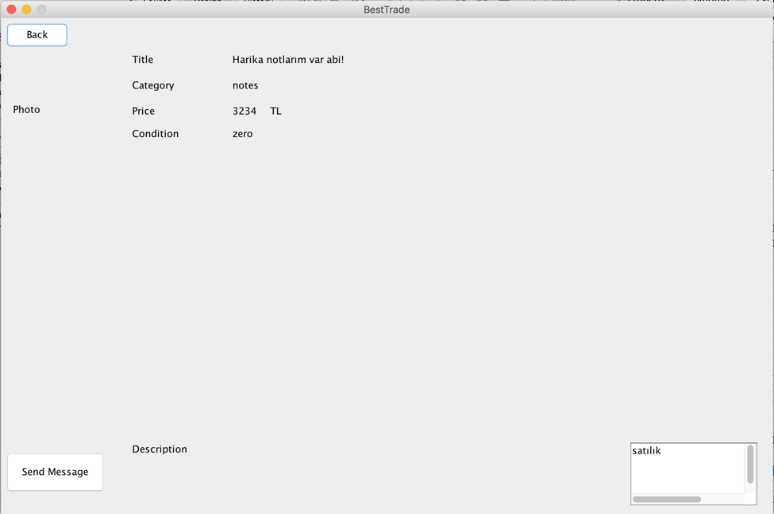 BestTrade
Back
Title Harika notlarım var abi!
Category notes
Photo
Price 3234 TL
Condition zero
Description
satılık
Send Message